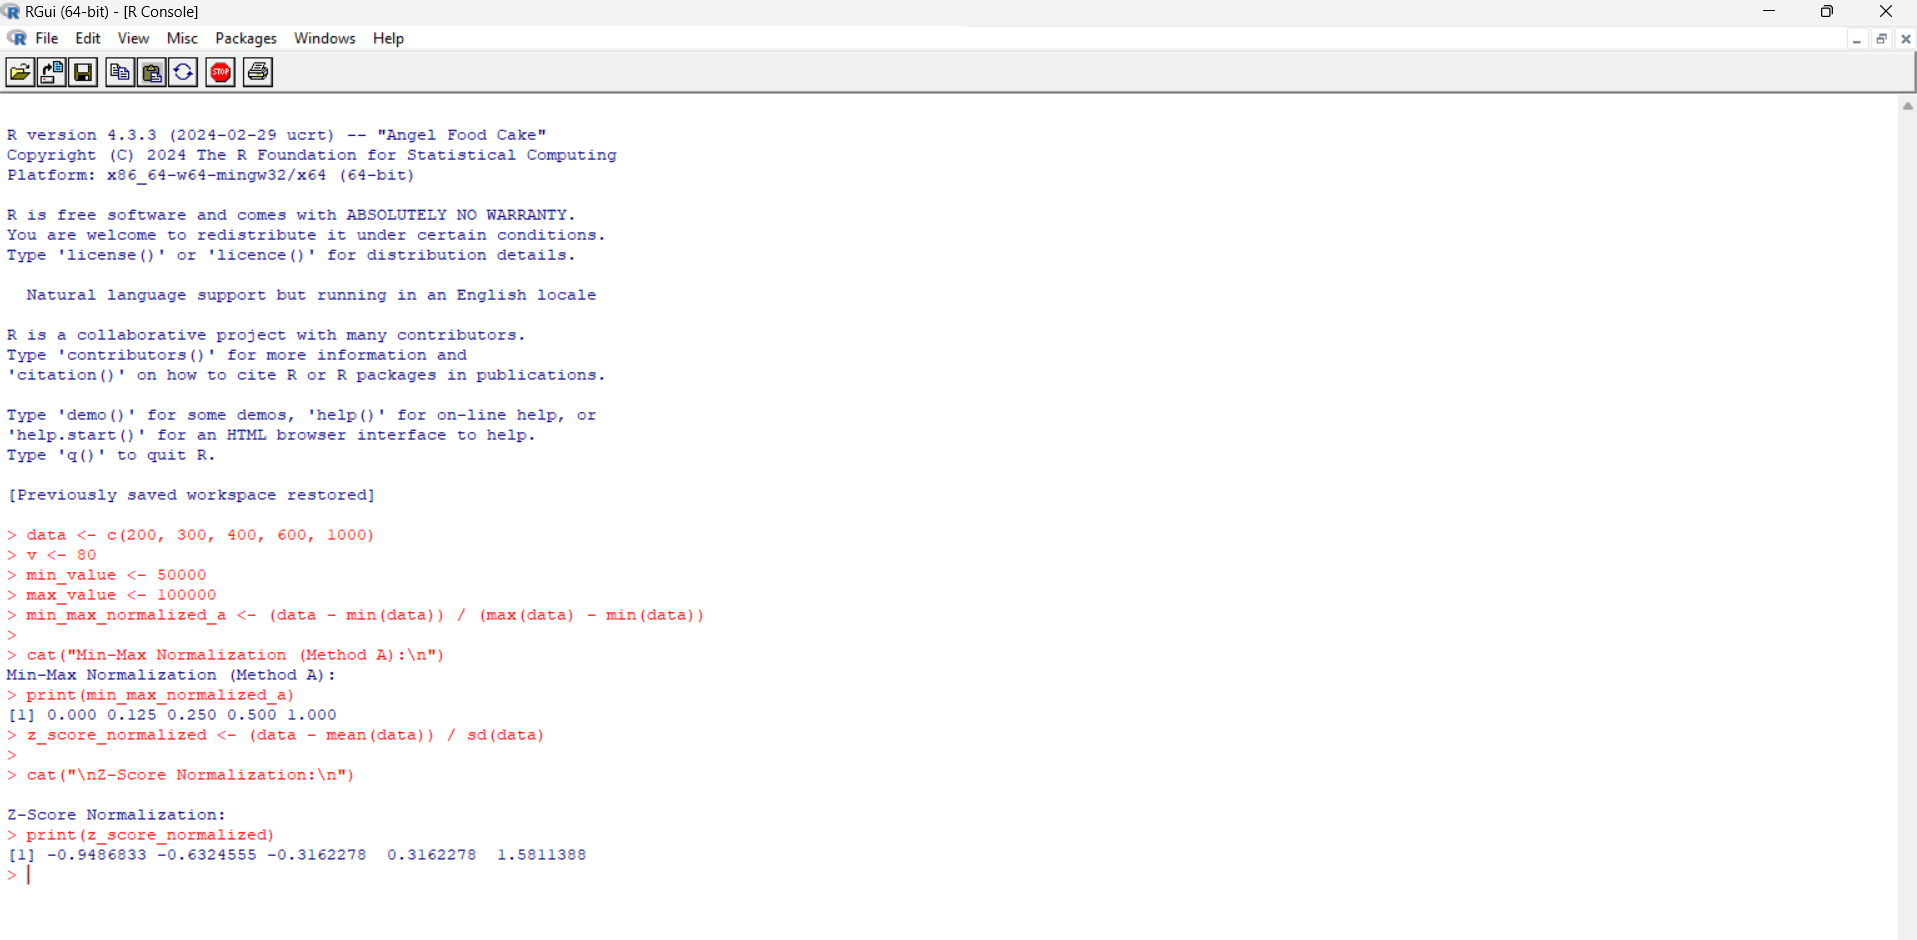 RGui (64-bit) - [R Console]
File Edit View Misc Packages Windows Help
STOP
R version 4.3.3 (2024-02-29 ucrt) -- "Angel Food Cake"
Copyright (C) 2024 The R Foundation for Statistical Computing
Platform: x86_64-w64-mingw32/x64 (64-bit)

R is free software and comes with ABSOLUTELY NO WARRANTY.
You are welcome to redistribute it under certain conditions.
Type 'license()' or 'licence()' for distribution details.

  Natural language support but running in an English locale

R is a collaborative project with many contributors.
Type 'contributors()' for more information and
'citation()' on how to cite R or R packages in publications.

Type 'demo()' for some demos, 'help()' for on-line help, or
'help.start()' for an HTML browser interface to help.
Type 'q()' to quit R.

[Previously saved workspace restored]

> data <- c(200, 300, 400, 600, 1000)
> v <- 80
> min_value <- 50000
> max_value <- 100000
> min_max_normalized_a <- (data - min(data)) / (max(data) - min(data))
>
> cat("Min-Max Normalization (Method A):\n")
Min-Max Normalization (Method A):
> print(min_max_normalized_a)
[1] 0.000 0.125 0.250 0.500 1.000
> z_score_normalized <- (data - mean(data)) / sd(data)
>
> cat("\nZ-Score Normalization:\n")

Z-Score Normalization:
> print(z_score_normalized)
[1] -0.9486833 -0.6324555 -0.3162278  0.3162278  1.5811388
>